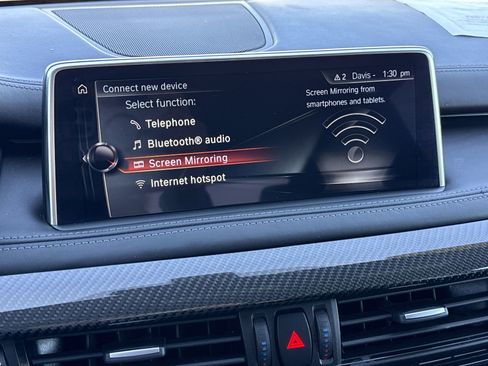 Connect new device
2 Davis - 1:30 pm
Select function:
Telephone
Bluetooth® audio
Screen Mirroring
Internet hotspot
Screen Mirroring from
smartphones and tablets.